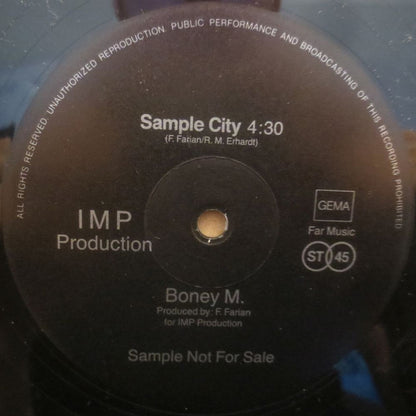 ALL RIGHTS RESERVED. UNAUTHORIZED REPRODUCTION, PUBLIC PERFORMANCE AND BROADCASTING OF THIS RECORDING PROHIBITED
Sample City 4:30
(F. Farian/R. M. Erhardt)
IMP
Production
GEMA
Far Music
ST 45
Boney M.
Produced by: F. Farian
for IMP Production
Sample Not For Sale